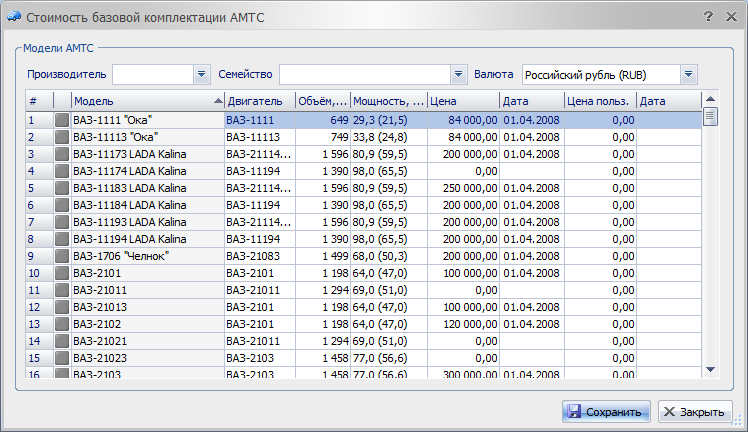 Стоимость базовой комплектации АМТС
Модели АМТС
Производитель Семейство Валюта Российский рубль (RUB)
# Модель Двигатель Объём,... Мощность, ... Цена Дата Цена польз. Дата
1 ВАЗ-1111 "Ока" ВАЗ-1111 649 29,3 (21,5) 84 000,00 01.04.2008 0,00
2 ВАЗ-11113 "Ока" ВАЗ-11113 749 33,8 (24,8) 84 000,00 01.04.2008 0,00
3 ВАЗ-11173 LADA Kalina ВАЗ-21114... 1 596 80,9 (59,5) 200 000,00 01.04.2008 0,00
4 ВАЗ-11174 LADA Kalina ВАЗ-11194 1 390 98,0 (65,5) 0,00 0,00
5 ВАЗ-11183 LADA Kalina ВАЗ-21114... 1 596 80,9 (59,5) 250 000,00 01.04.2008 0,00
6 ВАЗ-11184 LADA Kalina ВАЗ-11194 1 390 98,0 (65,5) 200 000,00 01.04.2008 0,00
7 ВАЗ-11193 LADA Kalina ВАЗ-21114... 1 596 80,9 (59,5) 200 000,00 01.04.2008 0,00
8 ВАЗ-11194 LADA Kalina ВАЗ-11194 1 390 98,0 (65,5) 200 000,00 01.04.2008 0,00
9 ВАЗ-1706 "Челнок" ВАЗ-21083 1 499 68,0 (50,3) 200 000,00 01.04.2008 0,00
10 ВАЗ-2101 ВАЗ-2101 1 198 64,0 (47,0) 100 000,00 01.04.2008 0,00
11 ВАЗ-21011 ВАЗ-21011 1 294 69,0 (51,0) 0,00 0,00
12 ВАЗ-21013 ВАЗ-2101 1 198 64,0 (47,0) 100 000,00 01.04.2008 0,00
13 ВАЗ-2102 ВАЗ-2101 1 198 64,0 (47,0) 120 000,00 01.04.2008 0,00
14 ВАЗ-21021 ВАЗ-21011 1 294 69,0 (51,0) 0,00 0,00
15 ВАЗ-21023 ВАЗ-2103 1 458 77,0 (56,6) 0,00 0,00
16 ВАЗ-2103 ВАЗ-2103 1 458 77,0 (56,6) 300 000,00 01.04.2008 0,00
Сохранить Закрыть